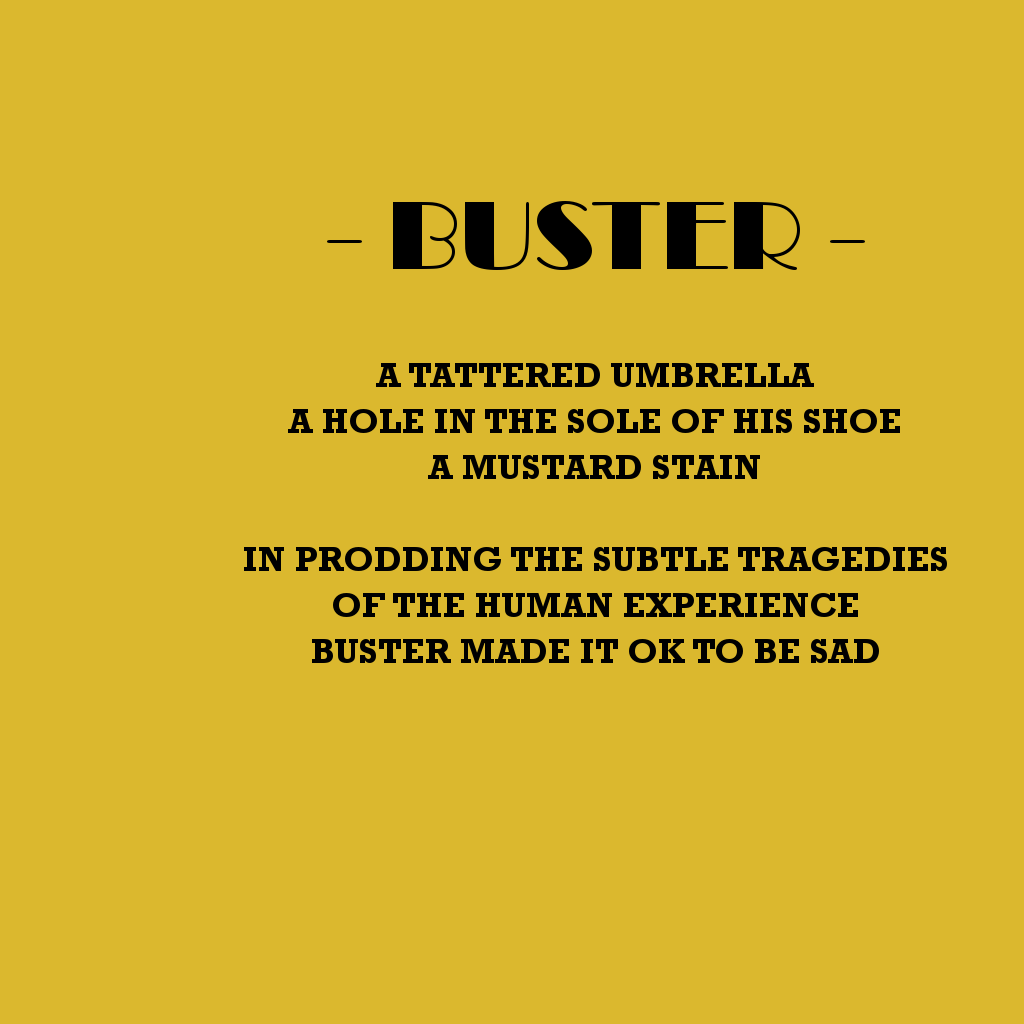 – BUSTER –
A TATTERED UMBRELLA
A HOLE IN THE SOLE OF HIS SHOE
A MUSTARD STAIN
IN PRODDING THE SUBTLE TRAGEDIES
OF THE HUMAN EXPERIENCE
BUSTER MADE IT OK TO BE SAD